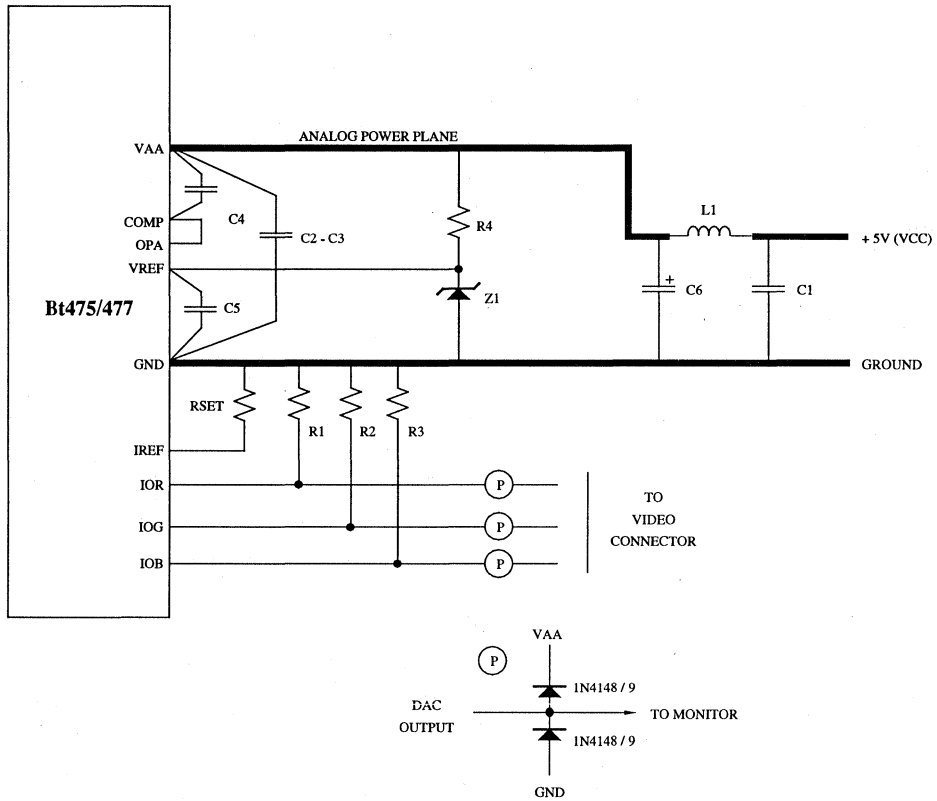 ANALOG POWER PLANE
VAA
C4
COMP
OPA
VREF
C2 - C3
R4
L1
+ 5V (VCC)
Bt475/477
C5
Z1
+
C6
C1
GND
GROUND
RSET
R1
R2
R3
IREF
IOR
P
IOG
P
IOB
P
TO
VIDEO
CONNECTOR
P
VAA
1N4148 / 9
DAC
OUTPUT
TO MONITOR
1N4148 / 9
GND